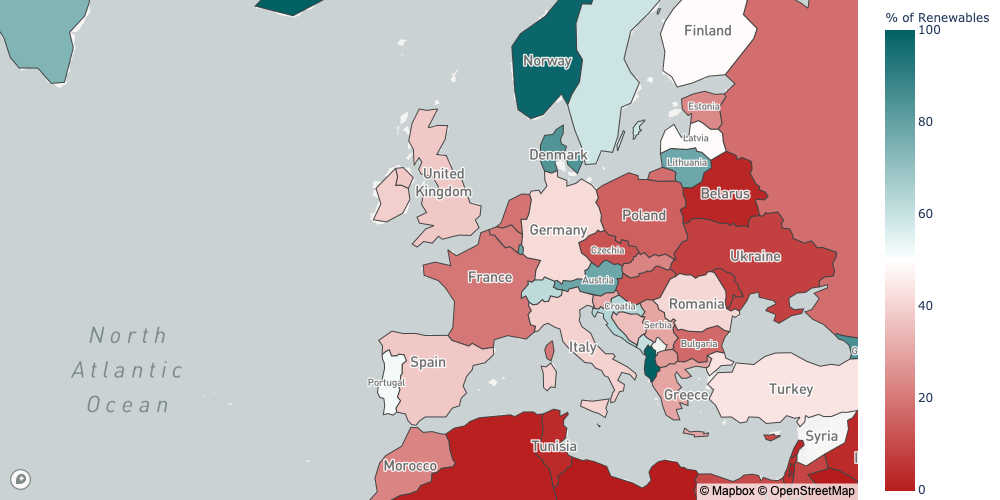 % of Renewables
100
80
60
40
20
0
Finland
Norway
Estonia
Latvia
Denmark
Lithuania
United
Kingdom
Belarus
Poland
Germany
Czechia
Ukraine
France
Austria
Romania
Croatia
Serbia
North
Atlantic
Ocean
Italy
Bulgaria
Spain
Portugal
Greece
Turkey
Syria
Tunisia
Morocco
© Mapbox © OpenStreetMap